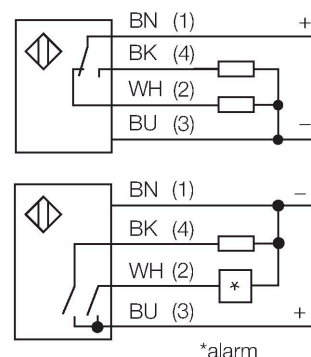 BN (1) +
BK (4)
WH (2)
BU (3) −
BN (1) −
BK (4)
WH (2) *
BU (3) +
*alarm